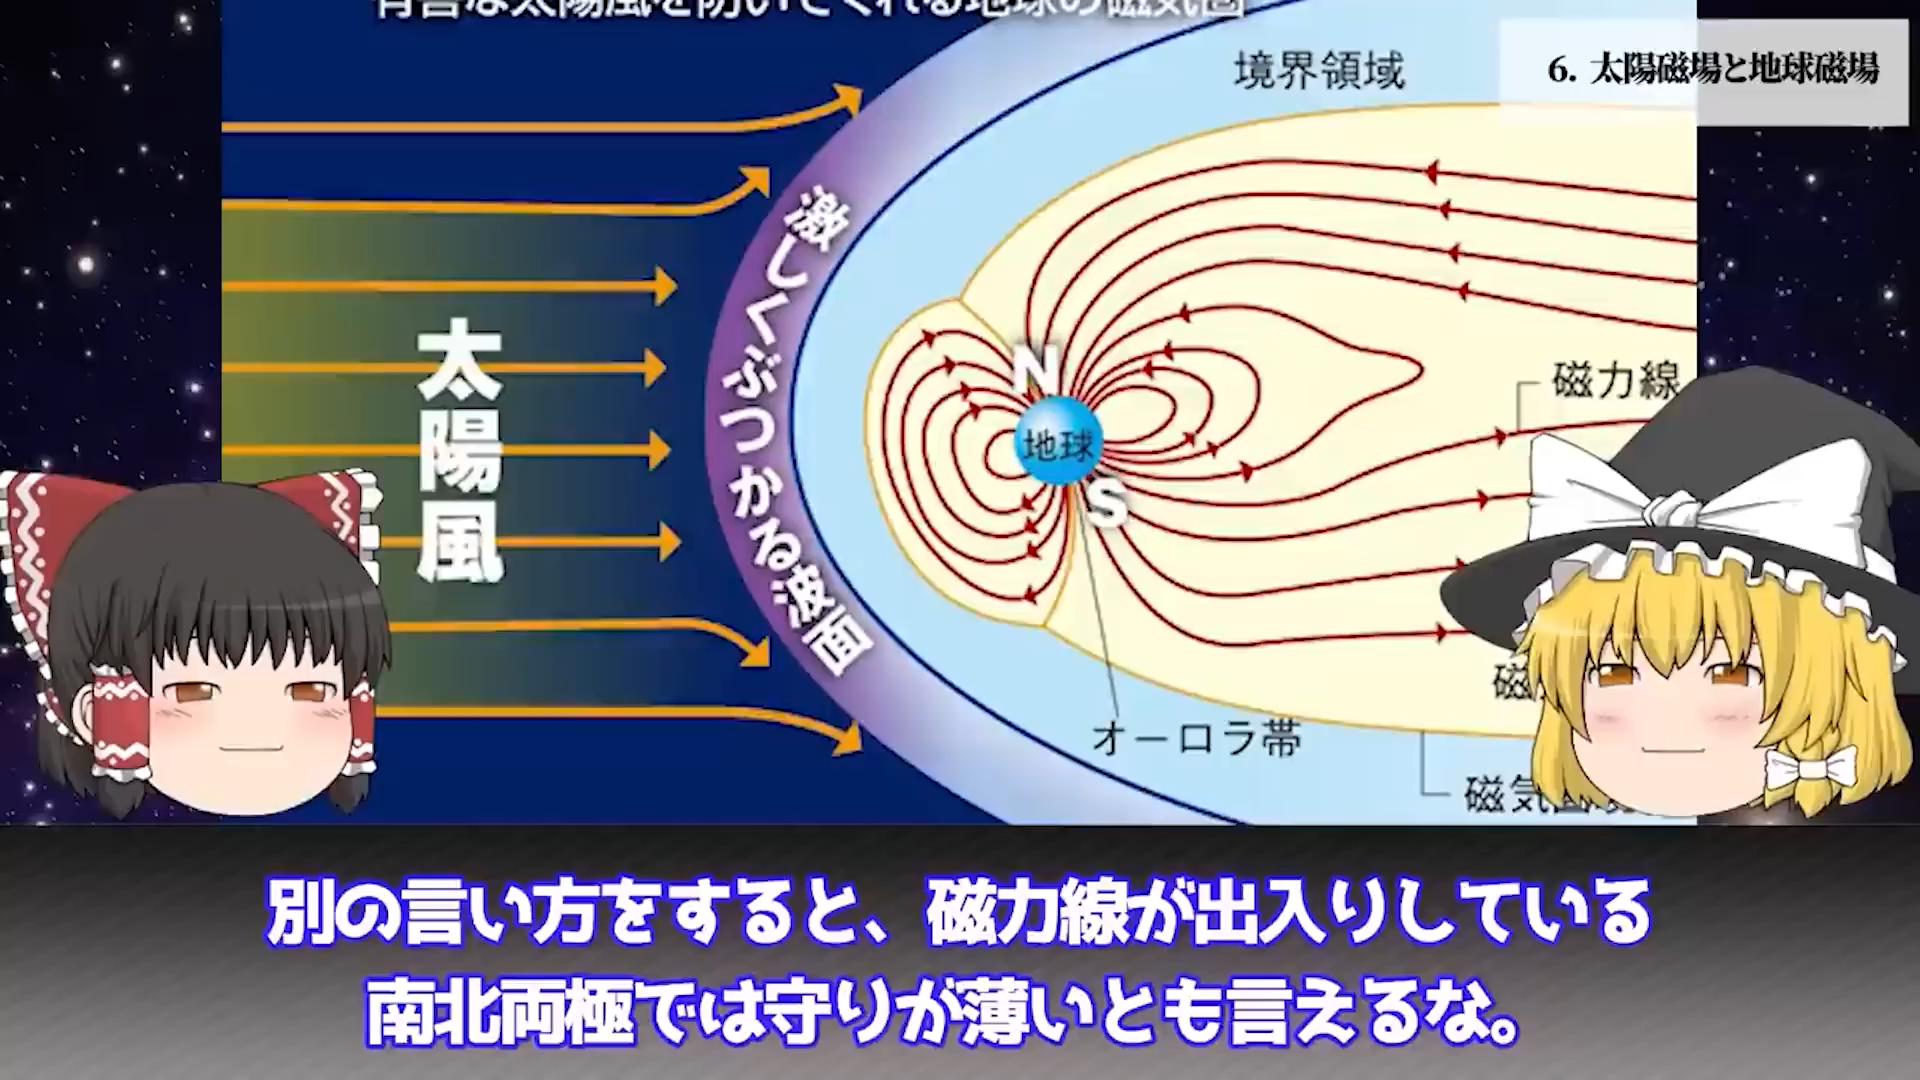 有害な太陽風を防いでくれる地球の磁気圏
境界領域
6. 太陽磁場と地球磁場
激しくぶつかる波面
太陽風
N
地球
S
磁力線
オーロラ帯
磁
磁気
別の言い方をすると、磁力線が出入りしている
南北両極では守りが薄いとも言えるな。